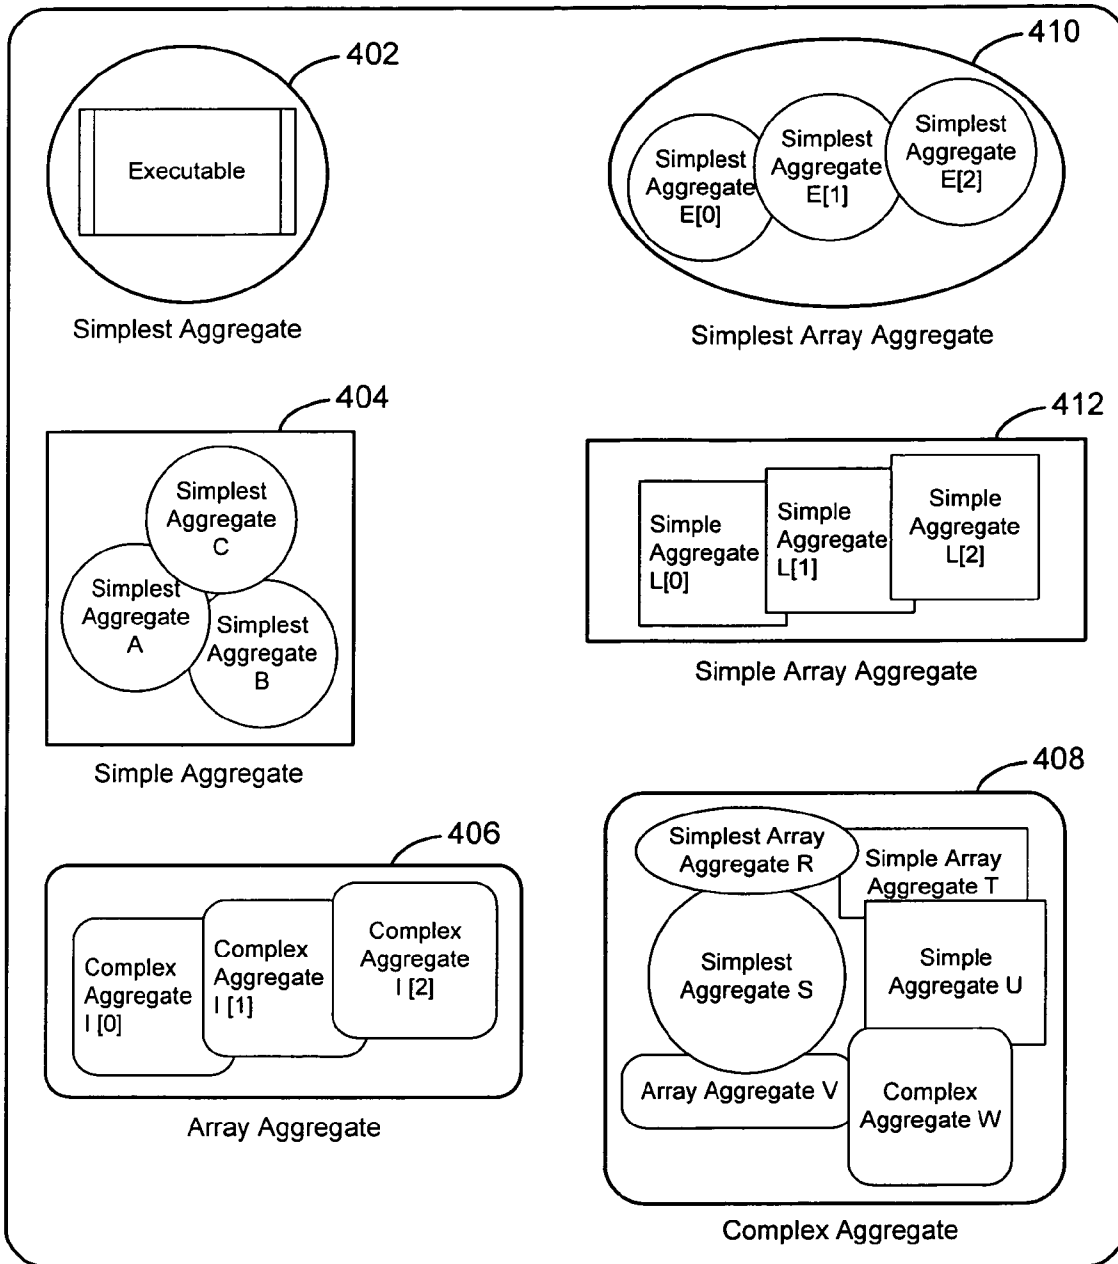 402
Executable
Simplest Aggregate
410
Simplest
Aggregate
E[0]
Simplest
Aggregate
E[1]
Simplest
Aggregate
E[2]
Simplest Array Aggregate
404
Simplest
Aggregate
C
Simplest
Aggregate
A
Simplest
Aggregate
B
Simple Aggregate
412
Simple
Aggregate
L[0]
Simple
Aggregate
L[1]
Simple
Aggregate
L[2]
Simple Array Aggregate
406
Complex
Aggregate
I [0]
Complex
Aggregate
I [1]
Complex
Aggregate
I [2]
Array Aggregate
408
Simplest Array
Aggregate R
Simple Array
Aggregate T
Simplest
Aggregate S
Simple
Aggregate U
Array Aggregate V
Complex
Aggregate W
Complex Aggregate